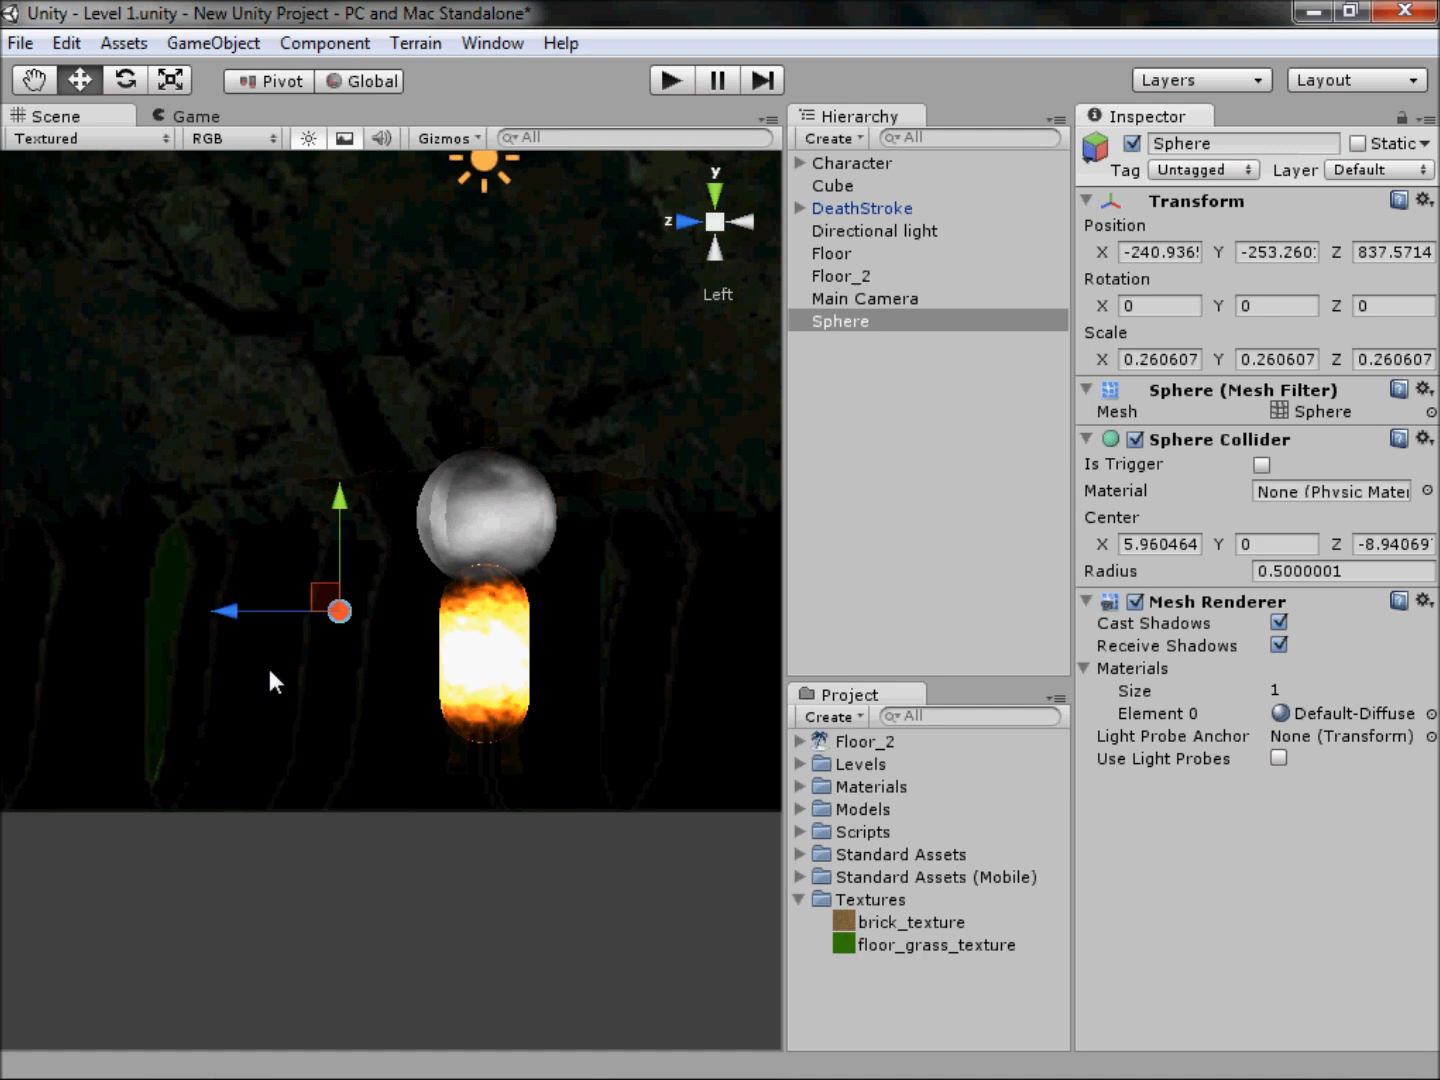 Unity - Level 1.unity - New Unity Project - PC and Mac Standalone*
File Edit Assets GameObject Component Terrain Window Help
Pivot Global Layers Layout
Scene Game
Textured RGB Gizmos All
y
z
Left
Hierarchy
Create All
Character
Cube
DeathStroke
Directional light
Floor
Floor_2
Main Camera
Sphere
Project
Create All
Floor_2
Levels
Materials
Models
Scripts
Standard Assets
Standard Assets (Mobile)
Textures
brick_texture
floor_grass_texture
Inspector
Sphere Static
Tag Untagged Layer Default
Transform
Position
X -240.936 Y -253.260 Z 837.5714
Rotation
X 0 Y 0 Z 0
Scale
X 0.260607 Y 0.260607 Z 0.260607
Sphere (Mesh Filter)
Mesh Sphere
Sphere Collider
Is Trigger
Material None (Physic Mater
Center
X 5.960464 Y 0 Z -8.94069
Radius 0.5000001
Mesh Renderer
Cast Shadows
Receive Shadows
Materials
Size 1
Element 0 Default-Diffuse
Light Probe Anchor None (Transform)
Use Light Probes